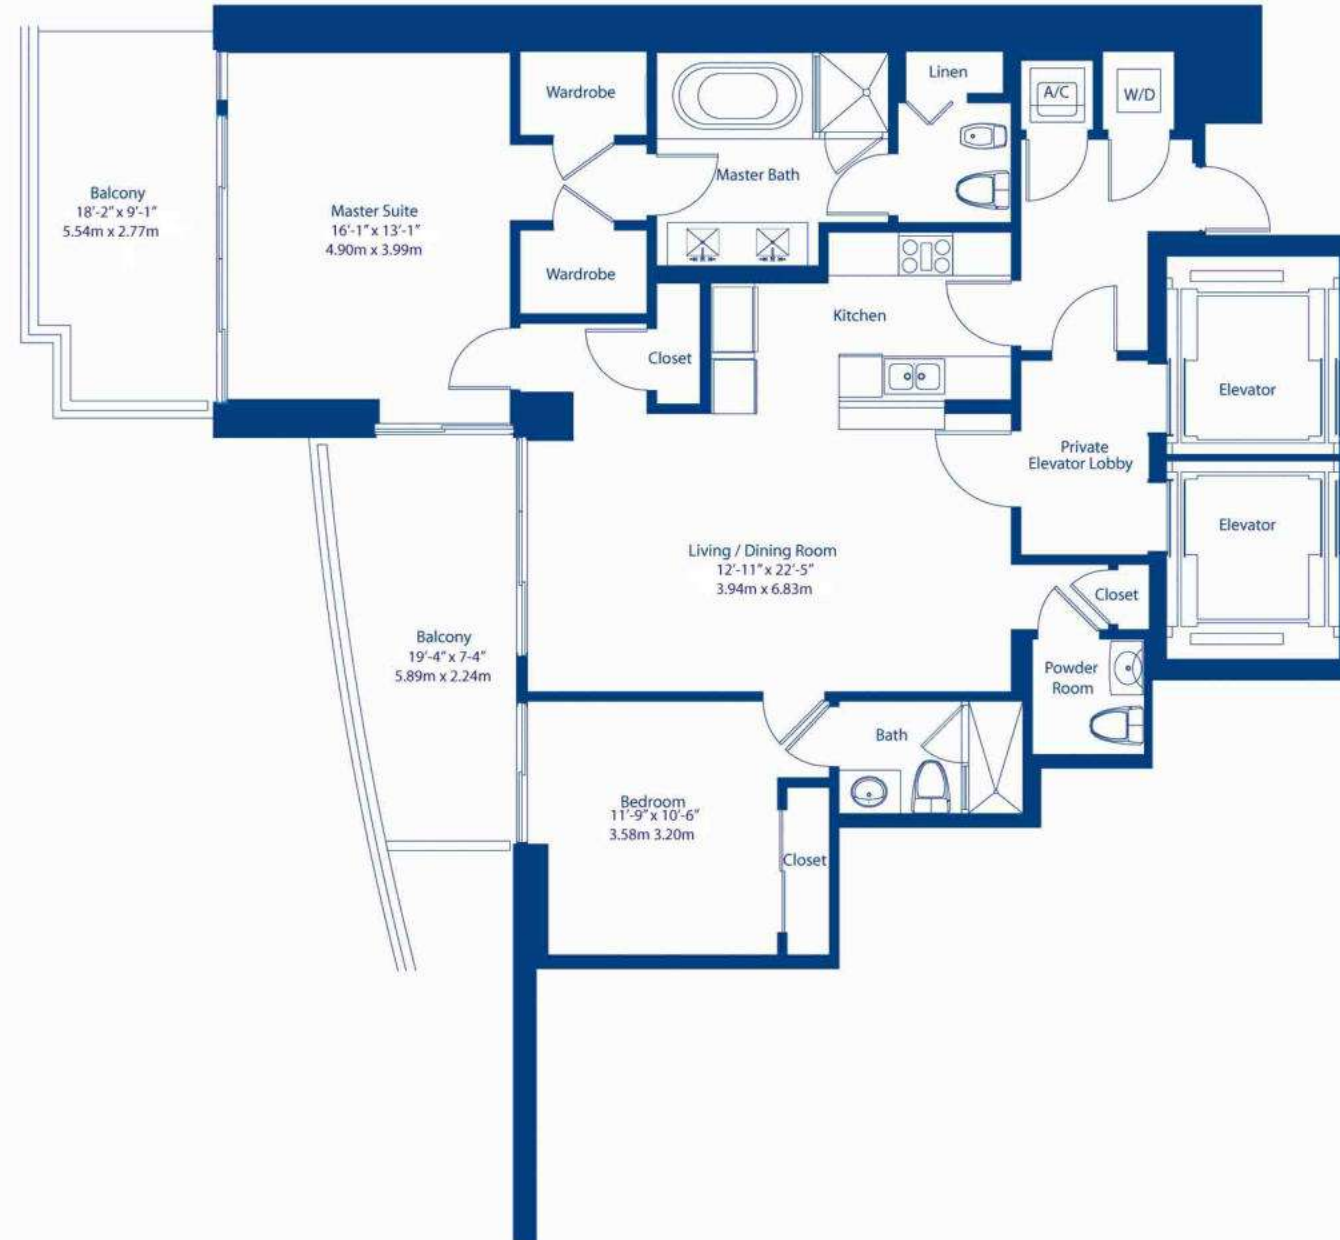 Linen
Wardrobe
A/C
W/D
Master Bath
Balcony
18'-2" x 9'-1"
5.54m x 2.77m
Master Suite
16'-1" x 13'-1"
4.90m x 3.99m
Wardrobe
Kitchen
Closet
Elevator
Private
Elevator Lobby
Elevator
Living / Dining Room
12'-11" x 22'-5"
3.94m x 6.83m
Closet
Balcony
19'-4" x 7-4"
5.89m x 2.24m
Powder
Room
Bath
Bedroom
11'-9" x 10'-6"
3.58m 3.20m
Closet